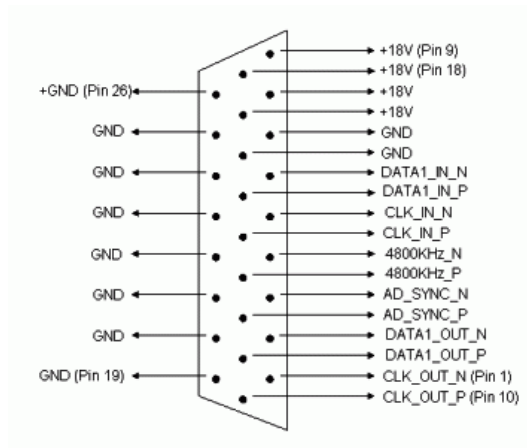 +18V (Pin 9)
+18V (Pin 18)
+GND (Pin 26)
+18V
+18V
GND
GND
GND
GND
DATA1_IN_N
DATA1_IN_P
GND
CLK_IN_N
CLK_IN_P
GND
4800KHz_N
4800KHz_P
GND
AD_SYNC_N
AD_SYNC_P
GND
DATA1_OUT_N
DATA1_OUT_P
GND (Pin 19)
CLK_OUT_N (Pin 1)
CLK_OUT_P (Pin 10)